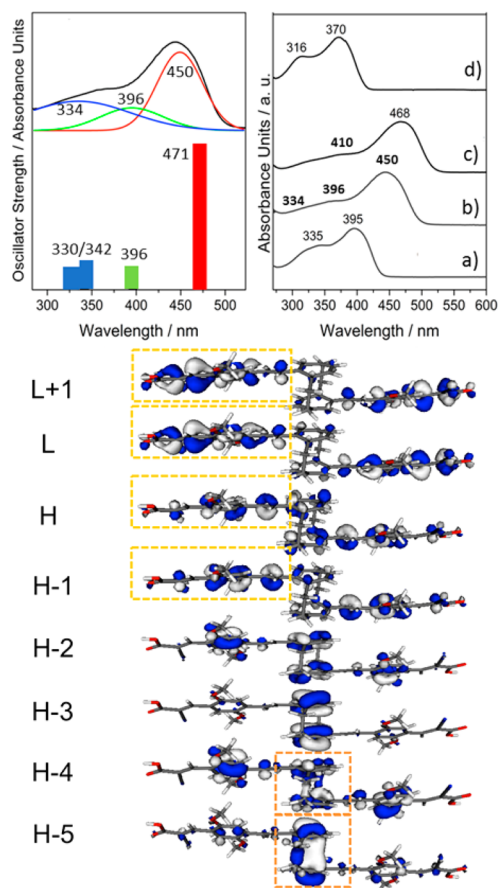 Oscillator Strength / Absorbance Units
450
334
396
471
330/342
396
300 350 400 450 500
Wavelength / nm
Absorbance Units / a. u.
370
316
d)
468
410
c)
450
396
334
b)
395
335
a)
300 350 400 450 500 550 600
Wavelength / nm
L+1
L
H
H-1
H-2
H-3
H-4
H-5